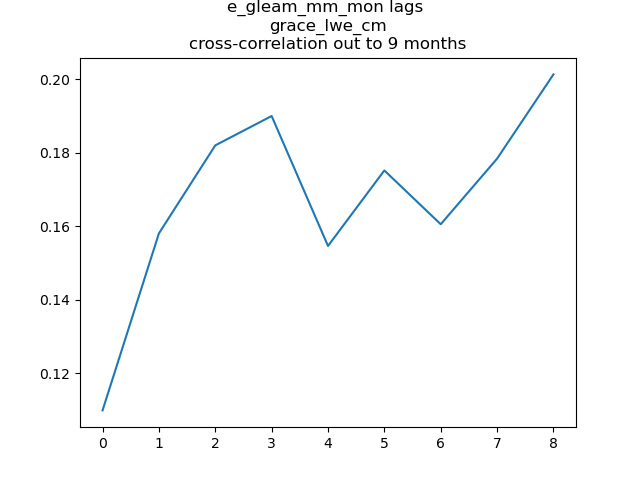 e_gleam_mm_mon lags
grace_lwe_cm
cross-correlation out to 9 months
0.20
0.18
0.16
0.14
0.12
0 1 2 3 4 5 6 7 8